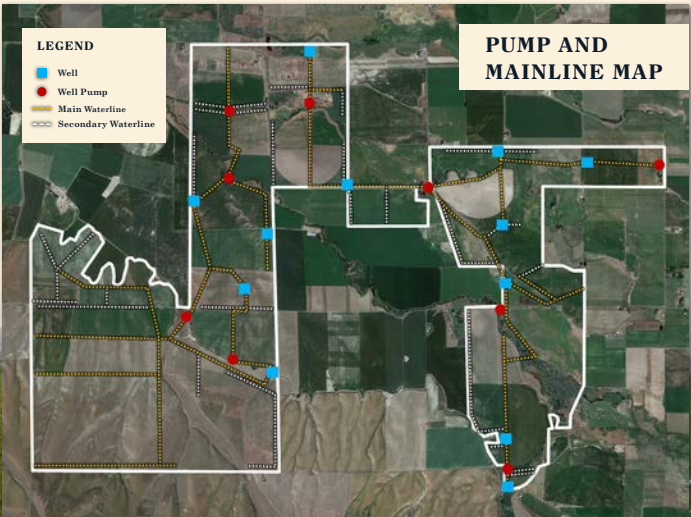 LEGEND
Well
Well Pump
Main Waterline
Secondary Waterline
PUMP AND
MAINLINE MAP